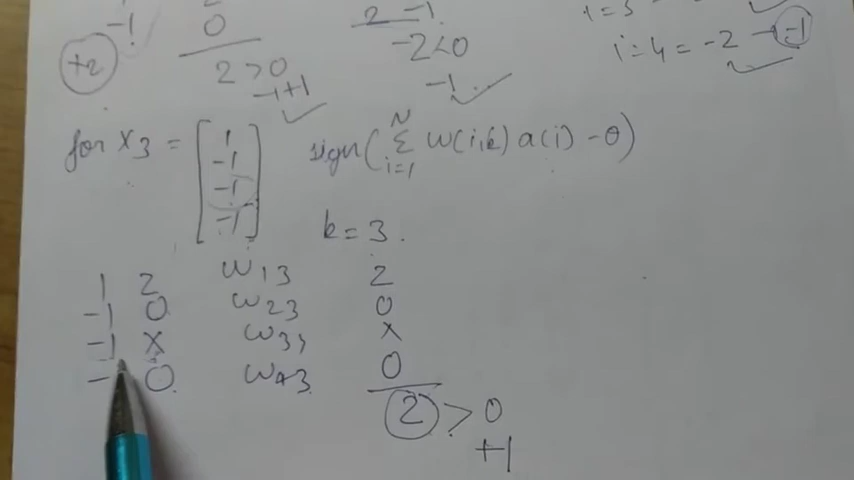 -1 0 2 -1 i=3
+2 2>0 -2<0 i=4 = -2 → -1
-1+1 -1
for x3 = [1 -1 -1 -1] sign(Σ i=1 N w(i,k) a(i) - θ)
k = 3.
1 2 w13 2
-1 0 w23 0
-1 x w33 x
- 0 w43 0
2 > 0
+1